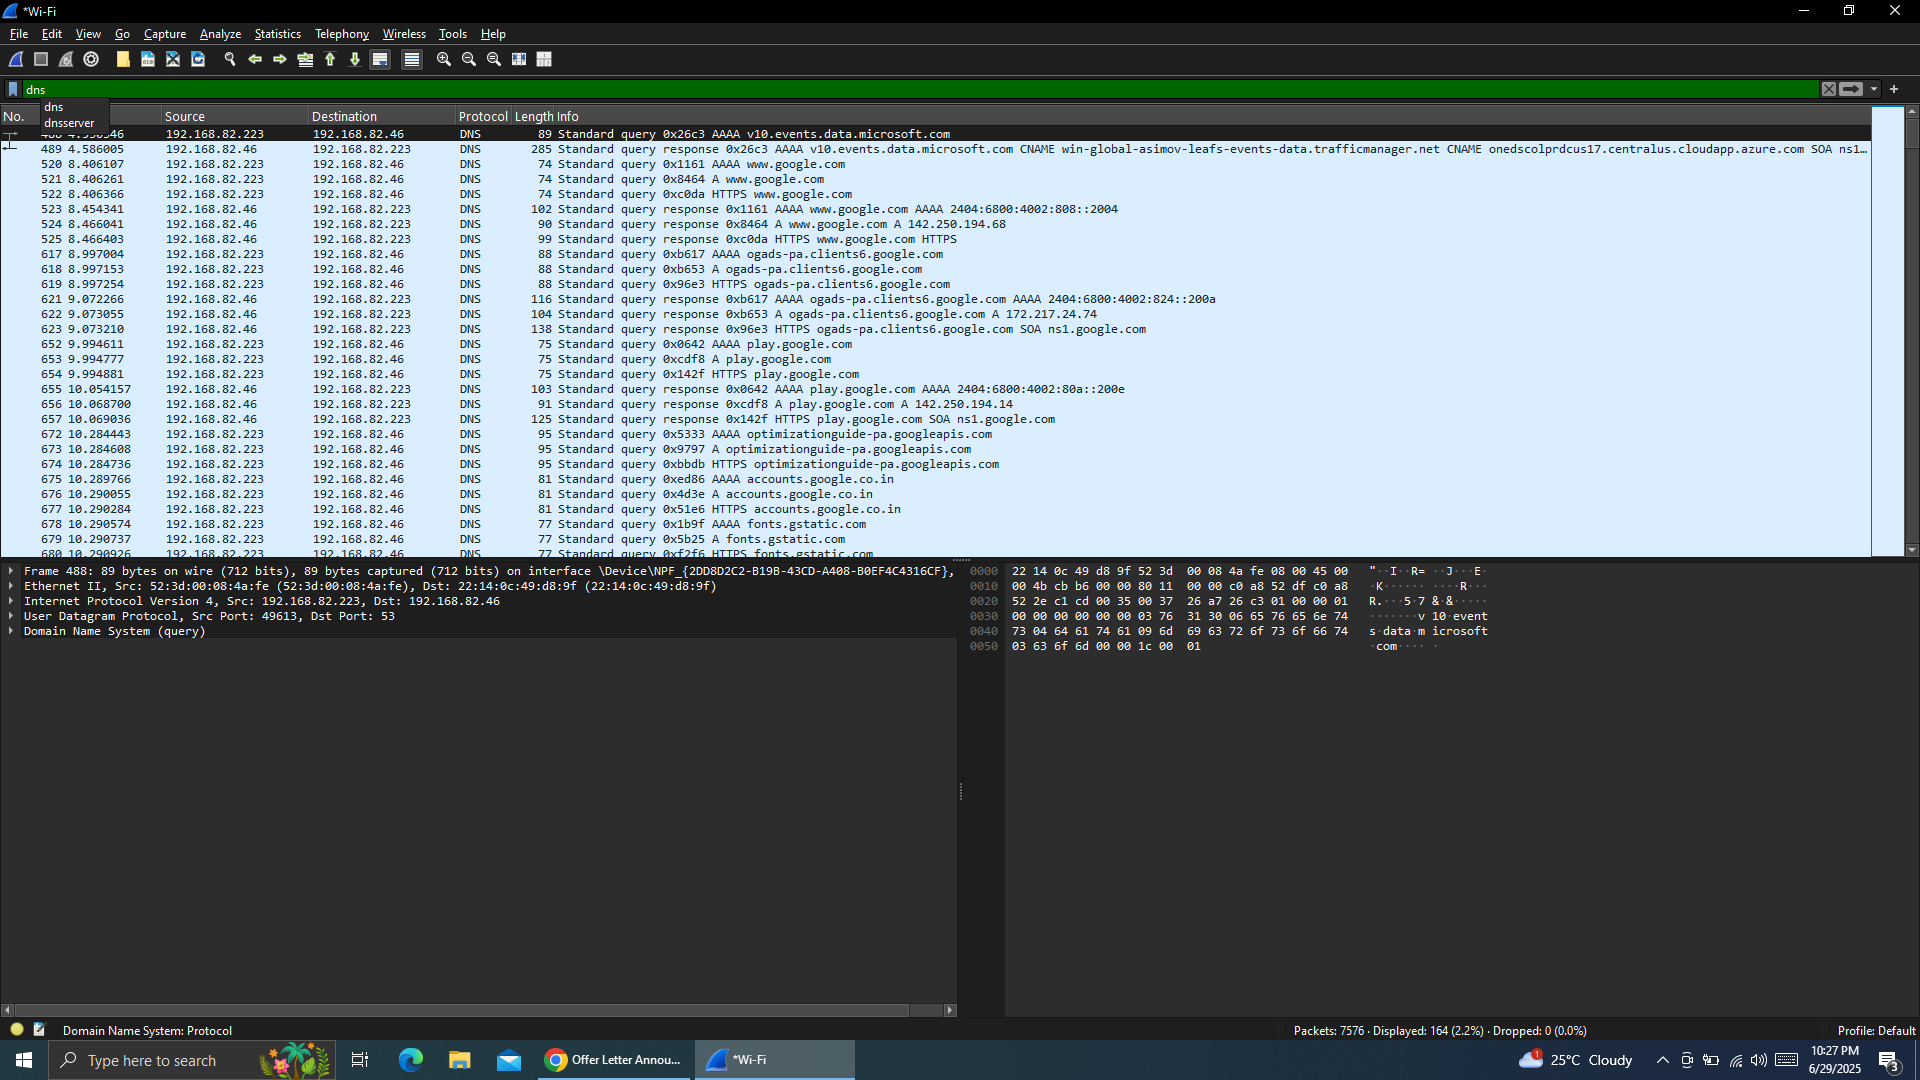 *Wi-Fi
File Edit View Go Capture Analyze Statistics Telephony Wireless Tools Help
dns
dns
dnsserver
No. Source Destination Protocol Length Info
192.168.82.223 192.168.82.46 DNS 89 Standard query 0x26c3 AAAA v10.events.data.microsoft.com
489 4.586005 192.168.82.46 192.168.82.223 DNS 285 Standard query response 0x26c3 AAAA v10.events.data.microsoft.com CNAME win-global-asimov-leafs-events-data.trafficmanager.net CNAME onedscolprdcus17.centralus.cloudapp.azure.com SOA ns1…
520 8.406107 192.168.82.223 192.168.82.46 DNS 74 Standard query 0x1161 AAAA www.google.com
521 8.406261 192.168.82.223 192.168.82.46 DNS 74 Standard query 0x8464 A www.google.com
522 8.406366 192.168.82.223 192.168.82.46 DNS 74 Standard query 0xc0da HTTPS www.google.com
523 8.454341 192.168.82.46 192.168.82.223 DNS 102 Standard query response 0x1161 AAAA www.google.com AAAA 2404:6800:4002:808::2004
524 8.466041 192.168.82.46 192.168.82.223 DNS 90 Standard query response 0x8464 A www.google.com A 142.250.194.68
525 8.466403 192.168.82.46 192.168.82.223 DNS 99 Standard query response 0xc0da HTTPS www.google.com HTTPS
617 8.997004 192.168.82.223 192.168.82.46 DNS 88 Standard query 0xb617 AAAA ogads-pa.clients6.google.com
618 8.997153 192.168.82.223 192.168.82.46 DNS 88 Standard query 0xb653 A ogads-pa.clients6.google.com
619 8.997254 192.168.82.223 192.168.82.46 DNS 88 Standard query 0x96e3 HTTPS ogads-pa.clients6.google.com
621 9.072266 192.168.82.46 192.168.82.223 DNS 116 Standard query response 0xb617 AAAA ogads-pa.clients6.google.com AAAA 2404:6800:4002:824::200a
622 9.073055 192.168.82.46 192.168.82.223 DNS 104 Standard query response 0xb653 A ogads-pa.clients6.google.com A 172.217.24.74
623 9.073210 192.168.82.46 192.168.82.223 DNS 138 Standard query response 0x96e3 HTTPS ogads-pa.clients6.google.com SOA ns1.google.com
652 9.994611 192.168.82.223 192.168.82.46 DNS 75 Standard query 0x0642 AAAA play.google.com
653 9.994777 192.168.82.223 192.168.82.46 DNS 75 Standard query 0xcdf8 A play.google.com
654 9.994881 192.168.82.223 192.168.82.46 DNS 75 Standard query 0x142f HTTPS play.google.com
655 10.054157 192.168.82.46 192.168.82.223 DNS 103 Standard query response 0x0642 AAAA play.google.com AAAA 2404:6800:4002:80a::200e
656 10.068700 192.168.82.46 192.168.82.223 DNS 91 Standard query response 0xcdf8 A play.google.com A 142.250.194.14
657 10.069036 192.168.82.46 192.168.82.223 DNS 125 Standard query response 0x142f HTTPS play.google.com SOA ns1.google.com
672 10.284443 192.168.82.223 192.168.82.46 DNS 95 Standard query 0x5333 AAAA optimizationguide-pa.googleapis.com
673 10.284608 192.168.82.223 192.168.82.46 DNS 95 Standard query 0x9797 A optimizationguide-pa.googleapis.com
674 10.284736 192.168.82.223 192.168.82.46 DNS 95 Standard query 0xbbdb HTTPS optimizationguide-pa.googleapis.com
675 10.289766 192.168.82.223 192.168.82.46 DNS 81 Standard query 0xed86 AAAA accounts.google.co.in
676 10.290055 192.168.82.223 192.168.82.46 DNS 81 Standard query 0x4d3e A accounts.google.co.in
677 10.290284 192.168.82.223 192.168.82.46 DNS 81 Standard query 0x51e6 HTTPS accounts.google.co.in
678 10.290574 192.168.82.223 192.168.82.46 DNS 77 Standard query 0x1b9f AAAA fonts.gstatic.com
679 10.290737 192.168.82.223 192.168.82.46 DNS 77 Standard query 0x5b25 A fonts.gstatic.com
680 10.290926 192.168.82.223 192.168.82.46 DNS 77 Standard query 0xf2f6 HTTPS fonts.gstatic.com
Frame 488: 89 bytes on wire (712 bits), 89 bytes captured (712 bits) on interface \Device\NPF_{2DD8D2C2-B19B-43CD-A408-B0EF4C4316CF},
Ethernet II, Src: 52:3d:00:08:4a:fe (52:3d:00:08:4a:fe), Dst: 22:14:0c:49:d8:9f (22:14:0c:49:d8:9f)
Internet Protocol Version 4, Src: 192.168.82.223, Dst: 192.168.82.46
User Datagram Protocol, Src Port: 49613, Dst Port: 53
Domain Name System (query)
0000 22 14 0c 49 d8 9f 52 3d 00 08 4a fe 08 00 45 00 "··I··R= ··J···E·
0010 00 4b cb b6 00 00 80 11 00 00 c0 a8 52 df c0 a8 ·K······ ····R···
0020 52 2e c1 cd 00 35 00 37 26 a7 26 c3 01 00 00 01 R.···5·7 &·&·····
0030 00 00 00 00 00 00 03 76 31 30 06 65 76 65 6e 74 ·······v 10·event
0040 73 04 64 61 74 61 09 6d 69 63 72 6f 73 6f 66 74 s·data·m icrosoft
0050 03 63 6f 6d 00 00 1c 00 01 ·com···· ·
Domain Name System: Protocol
Packets: 7576 · Displayed: 164 (2.2%) · Dropped: 0 (0.0%)
Profile: Default
Type here to search
Offer Letter Annou...
*Wi-Fi
1
25°C Cloudy
10:27 PM
6/29/2025
3